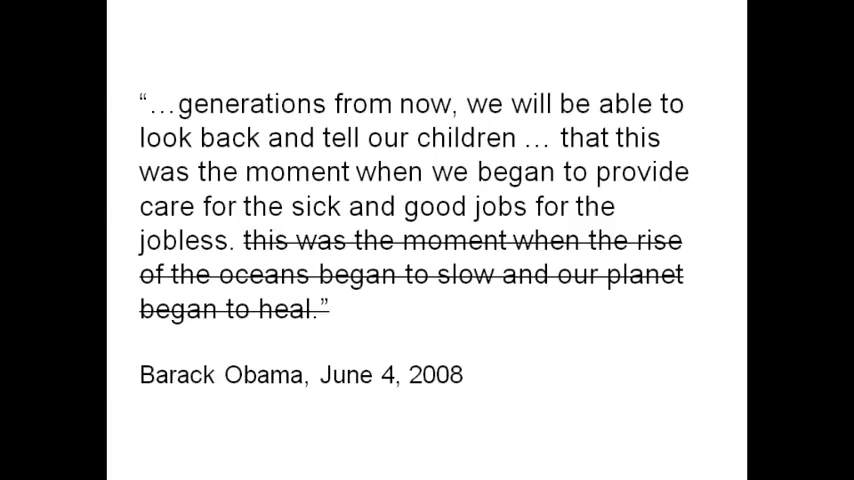 “…generations from now, we will be able to
look back and tell our children … that this
was the moment when we began to provide
care for the sick and good jobs for the
jobless. this was the moment when the rise
of the oceans began to slow and our planet
began to heal.”
Barack Obama, June 4, 2008